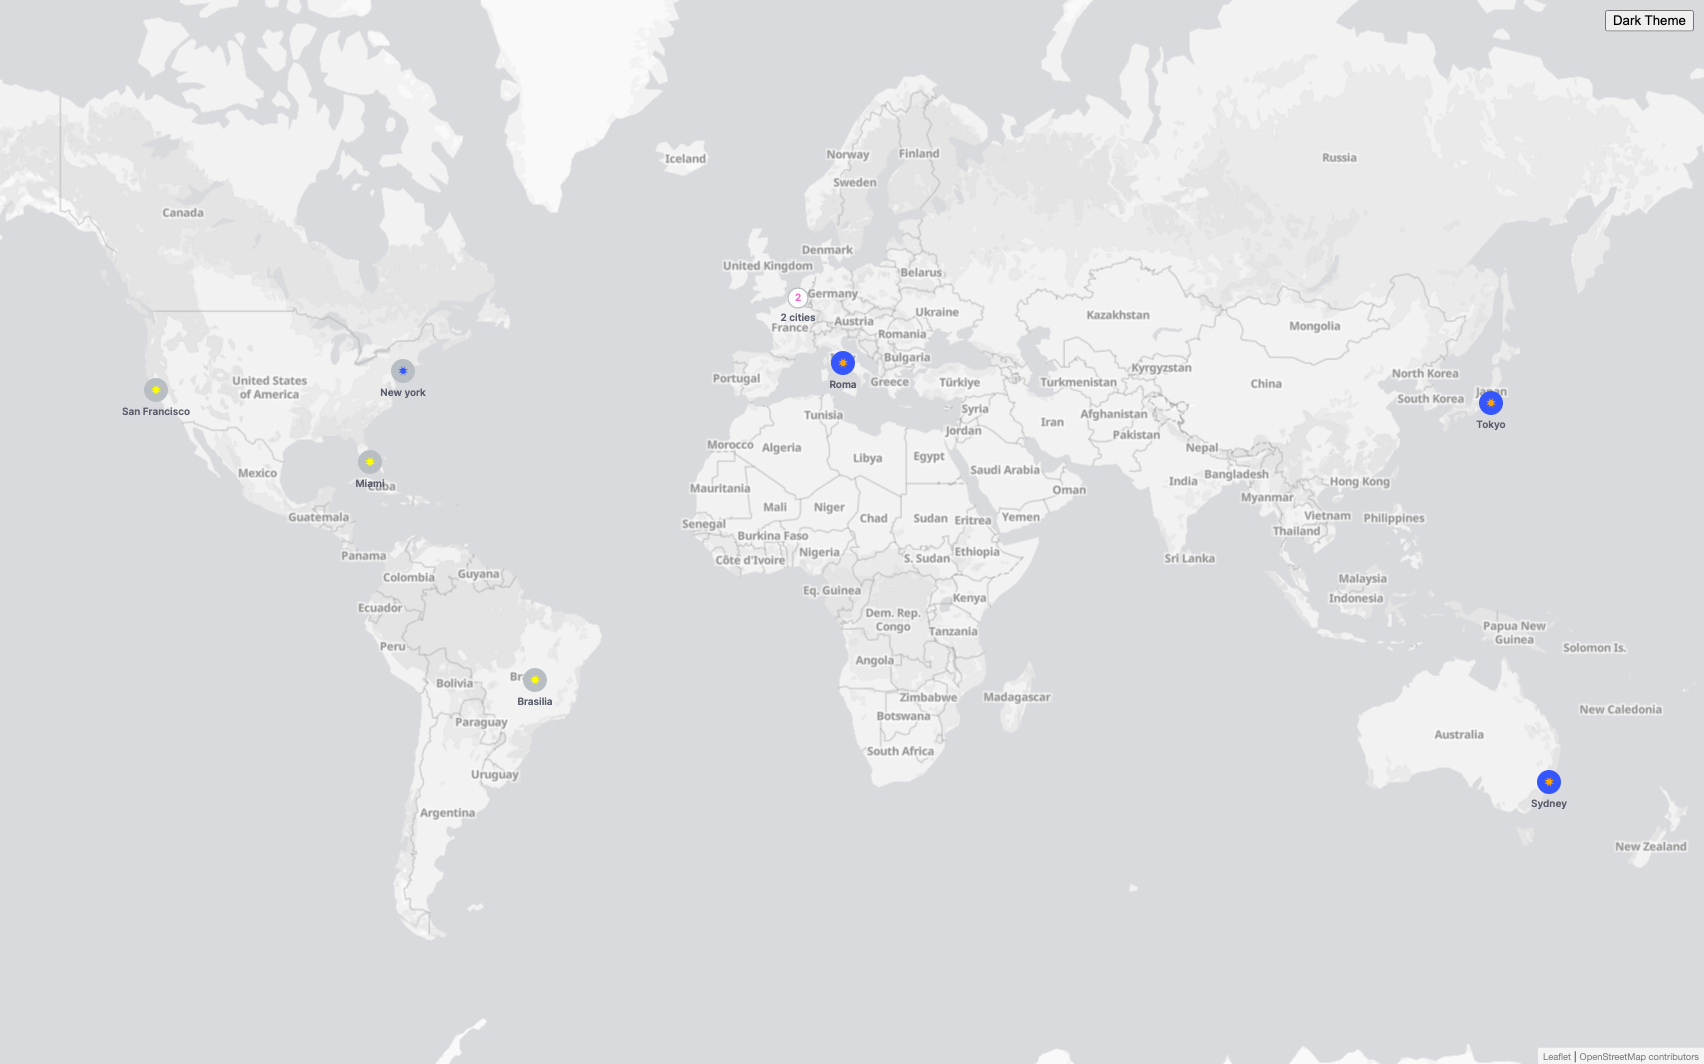 Dark Theme
Iceland
Norway
Finland
Russia
Sweden
Canada
Denmark
United Kingdom
Belarus
2
Germany
2 cities
Ukraine
Kazakhstan
France
Austria
Mongolia
Romania
Bulgaria
Kyrgyzstan
North Korea
Portugal
Roma
Greece
Türkiye
Turkmenistan
China
Japan
South Korea
United States
of America
New york
San Francisco
Tunisia
Syria
Afghanistan
Iran
Tokyo
Jordan
Pakistan
Morocco
Algeria
Nepal
Libya
Egypt
Saudi Arabia
Bangladesh
Mexico
Miami
Cuba
India
Hong Kong
Mauritania
Oman
Myanmar
Mali
Niger
Guatemala
Chad
Sudan
Eritrea
Yemen
Vietnam
Philippines
Senegal
Thailand
Burkina Faso
Panama
Nigeria
Ethiopia
Côte d'Ivoire
S. Sudan
Sri Lanka
Colombia
Guyana
Malaysia
Eq. Guinea
Kenya
Indonesia
Ecuador
Dem. Rep.
Congo
Tanzania
Papua New
Guinea
Peru
Solomon Is.
Angola
Bolivia
Brasilia
Zimbabwe
Madagascar
New Caledonia
Botswana
Paraguay
Australia
South Africa
Uruguay
Sydney
Argentina
New Zealand
Leaflet | OpenStreetMap contributors